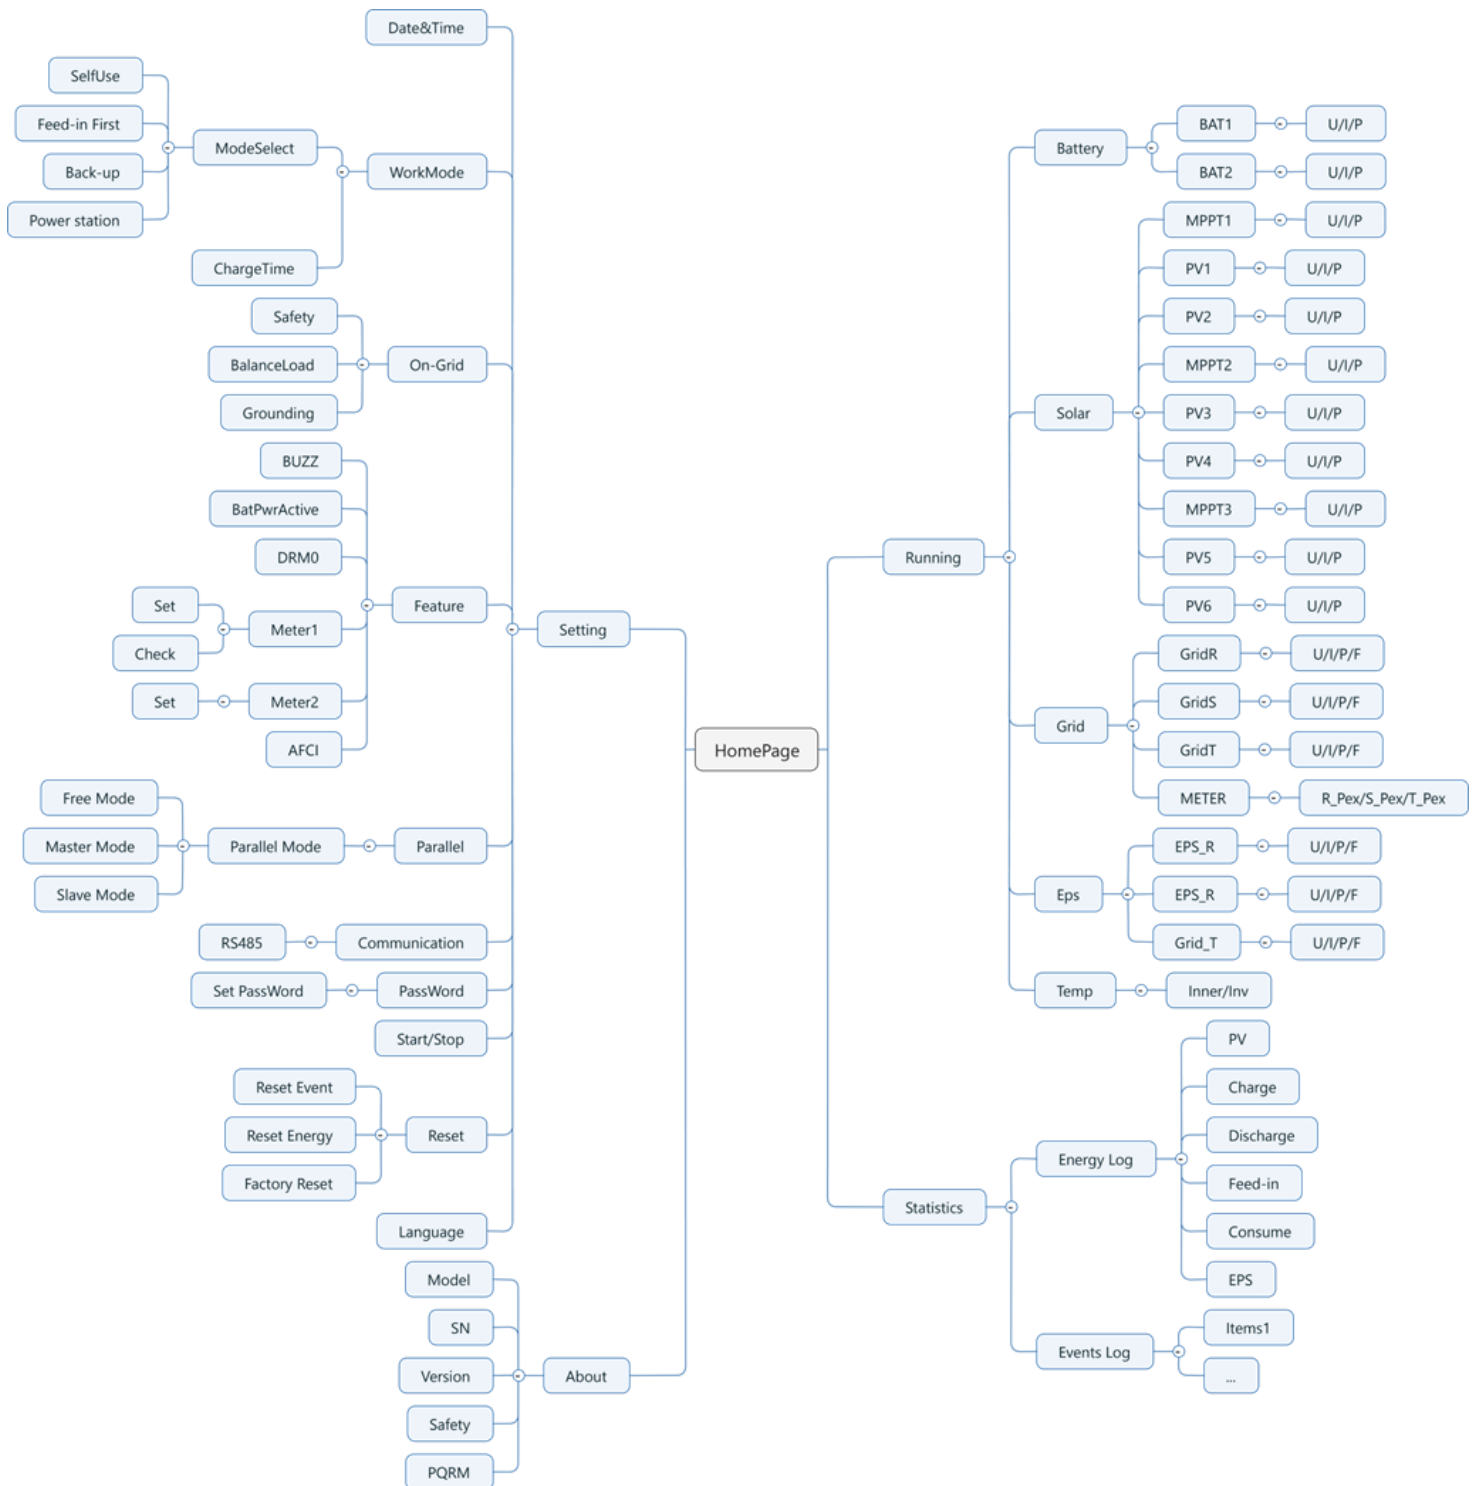 HomePage
Setting
Date&Time
WorkMode
ModeSelect
SelfUse
Feed-in First
Back-up
Power station
ChargeTime
On-Grid
Safety
BalanceLoad
Grounding
Feature
BUZZ
BatPwrActive
DRM0
Meter1
Set
Check
Meter2
Set
AFCI
Parallel
Parallel Mode
Free Mode
Master Mode
Slave Mode
Communication
RS485
PassWord
Set PassWord
Start/Stop
Reset
Reset Event
Reset Energy
Factory Reset
Language
About
Model
SN
Version
Safety
PQRM
Running
Battery
BAT1
U/I/P
BAT2
U/I/P
Solar
MPPT1
U/I/P
PV1
U/I/P
PV2
U/I/P
MPPT2
U/I/P
PV3
U/I/P
PV4
U/I/P
MPPT3
U/I/P
PV5
U/I/P
PV6
U/I/P
Grid
GridR
U/I/P/F
GridS
U/I/P/F
GridT
U/I/P/F
METER
R_Pex/S_Pex/T_Pex
Eps
EPS_R
U/I/P/F
EPS_R
U/I/P/F
Grid_T
U/I/P/F
Temp
Inner/Inv
Statistics
Energy Log
PV
Charge
Discharge
Feed-in
Consume
EPS
Events Log
Items1
...